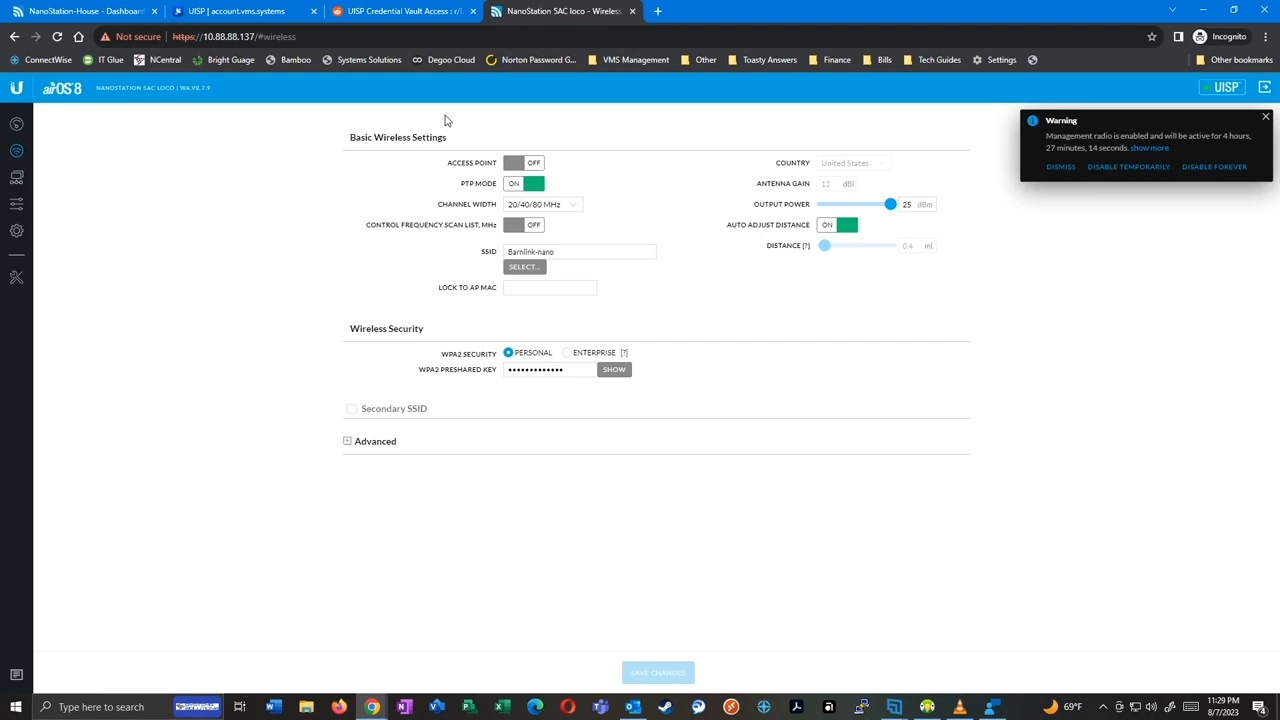 NanoStation-House - Dashboard
UISP | account.vms.systems
UISP Credential Vault Access : r/U
NanoStation 5AC loco - Wireless
Not secure
https://10.88.88.137/#wireless
Incognito
ConnectWise
IT Glue
NCentral
Bright Guage
Bamboo
Systems Solutions
Degoo Cloud
Norton Password G...
VMS Management
Other
Toasty Answers
Finance
Bills
Tech Guides
Settings
Other bookmarks
airOS 8
NANOSTATION 5AC LOCO | WA.V8.7.9
UISP
Warning
Management radio is enabled and will be active for 4 hours,
27 minutes, 14 seconds. show more
DISMISS DISABLE TEMPORARILY DISABLE FOREVER
Basic Wireless Settings
ACCESS POINT OFF
COUNTRY United States
PTP MODE ON
ANTENNA GAIN 13 dBi
CHANNEL WIDTH 20/40/80 MHz
OUTPUT POWER 25 dBm
CONTROL FREQUENCY SCAN LIST, MHz OFF
AUTO ADJUST DISTANCE ON
DISTANCE [?] 0.4 mi.
SSID Barnlink-nano
SELECT...
LOCK TO AP MAC
Wireless Security
WPA2 SECURITY PERSONAL ENTERPRISE [?]
WPA2 PRESHARED KEY ••••••••••••• SHOW
Secondary SSID
Advanced
SAVE CHANGES
Type here to search
69°F
11:29 PM
8/7/2023